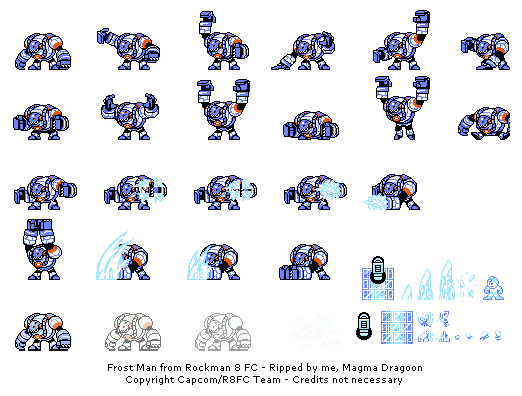 Frost Man from Rockman 8 FC - Ripped by me, Magma Dragoon
Copyright Capcom/R8FC Team - Credits not necessary